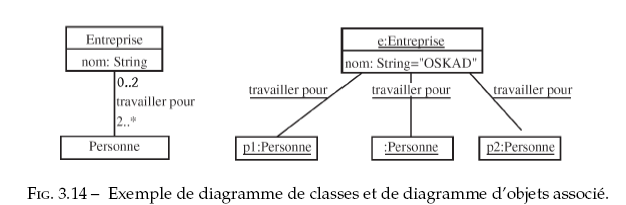 Entreprise
nom: String
0..2
travailler pour
2..*
Personne
e:Entreprise
nom: String="OSKAD"
travailler pour
travailler pour
travailler pour
p1:Personne
:Personne
p2:Personne
FIG. 3.14 – Exemple de diagramme de classes et de diagramme d'objets associé.